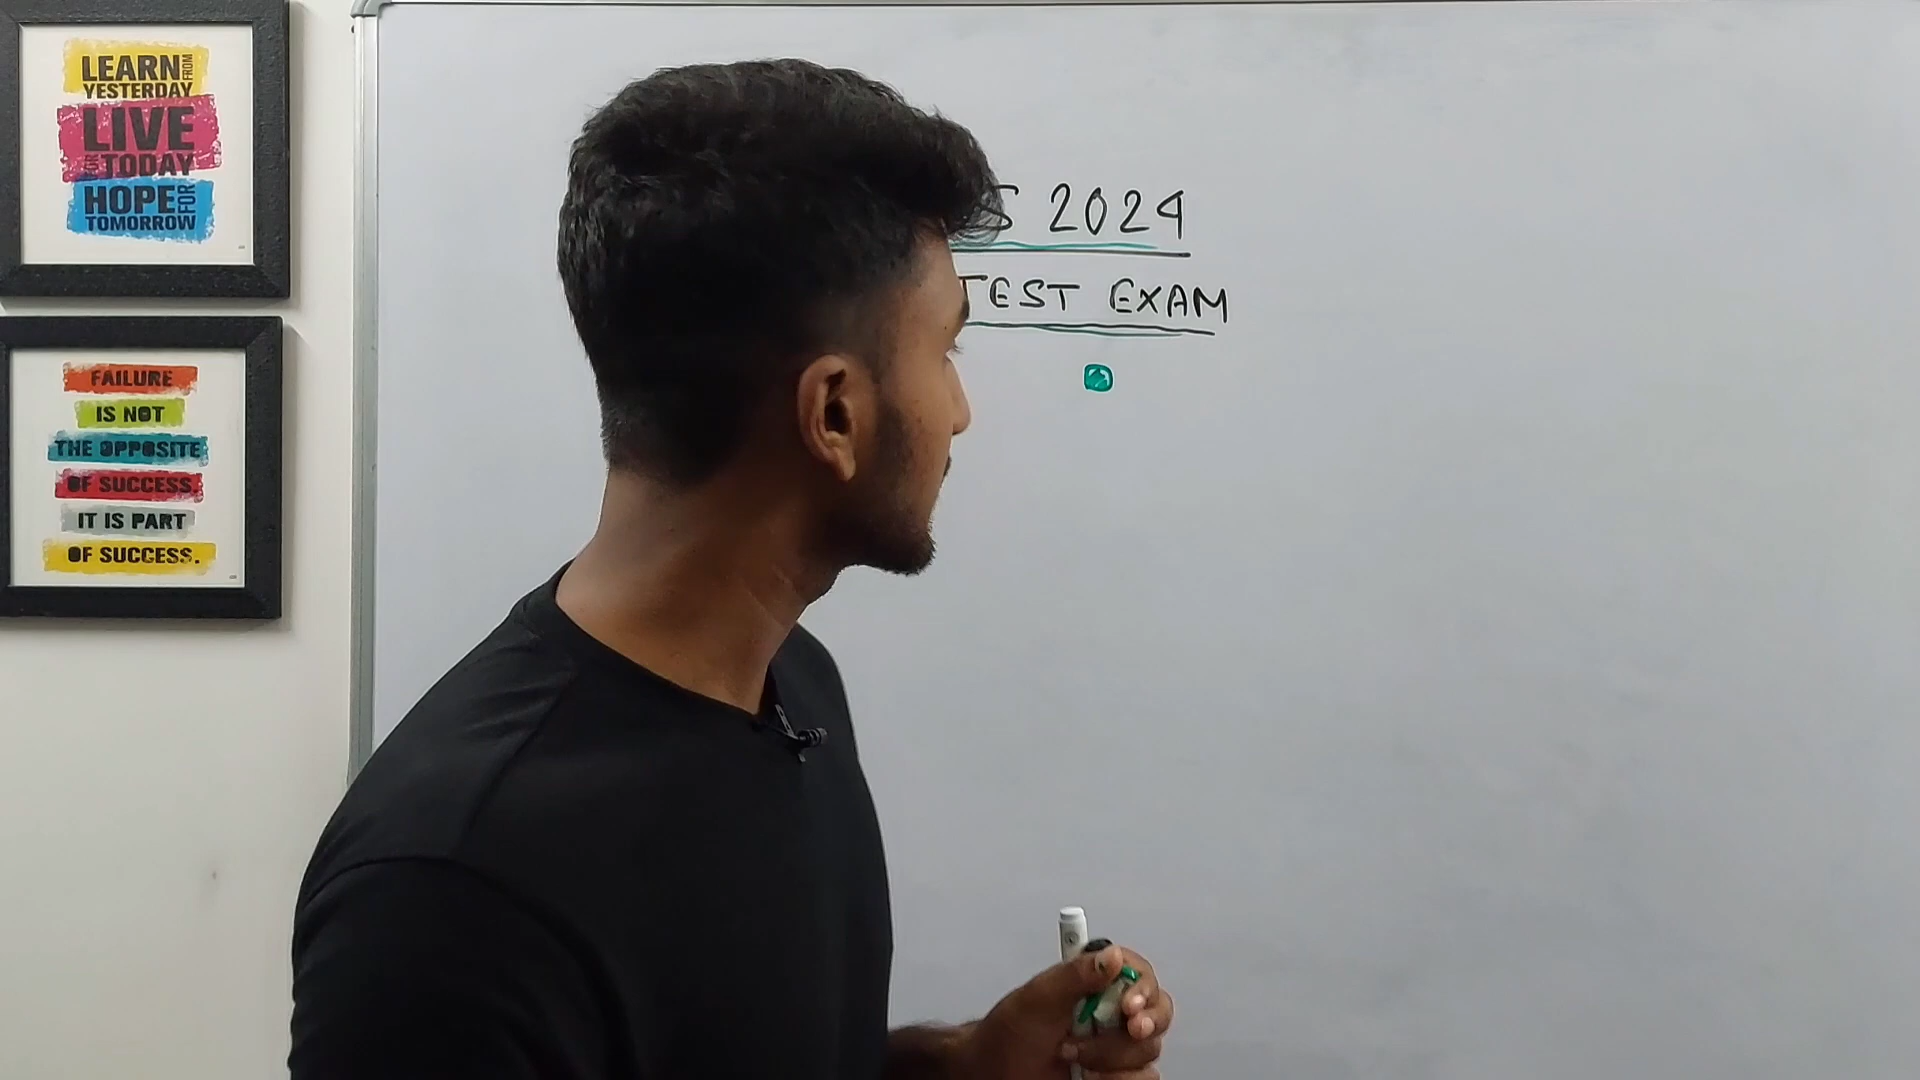 LEARN FROM
YESTERDAY
LIVE
FOR TODAY
HOPE FOR
TOMORROW
FAILURE
IS NOT
THE OPPOSITE
OF SUCCESS.
IT IS PART
OF SUCCESS.
S 2024
TEST EXAM